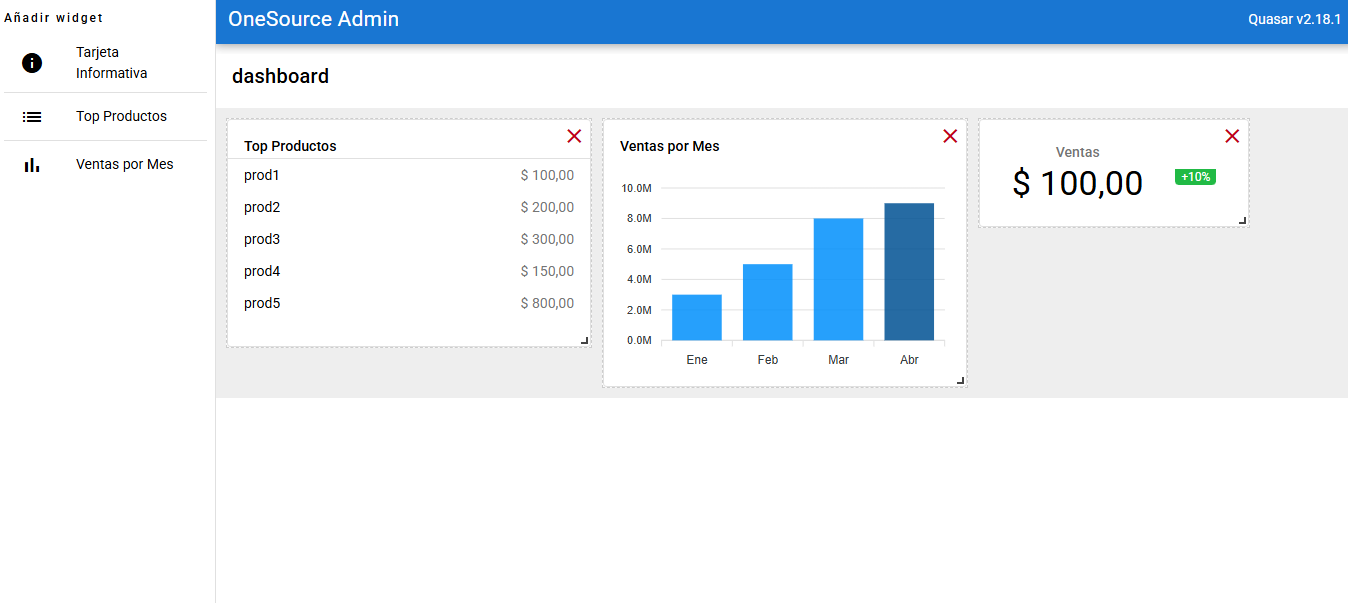 Añadir widget
Tarjeta
Informativa
Top Productos
Ventas por Mes
OneSource Admin
Quasar v2.18.1
dashboard
Top Productos
prod1 $ 100,00
prod2 $ 200,00
prod3 $ 300,00
prod4 $ 150,00
prod5 $ 800,00
Ventas por Mes
10.0M
8.0M
6.0M
4.0M
2.0M
0.0M
Ene Feb Mar Abr
Ventas
$ 100,00 +10%